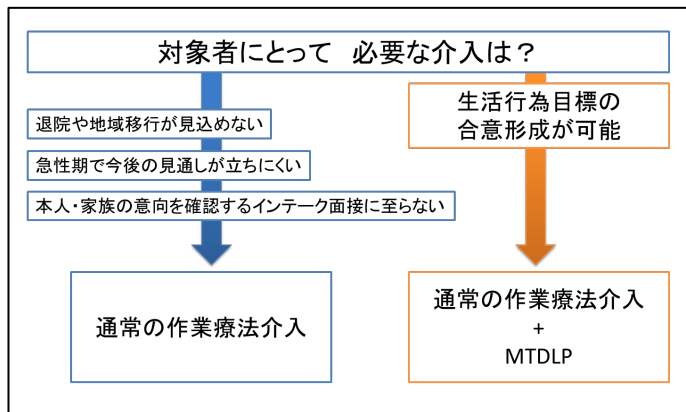 対象者にとって　必要な介入は？
退院や地域移行が見込めない
急性期で今後の見通しが立ちにくい
本人・家族の意向を確認するインテーク面接に至らない
生活行為目標の
合意形成が可能
通常の作業療法介入
通常の作業療法介入
+
MTDLP